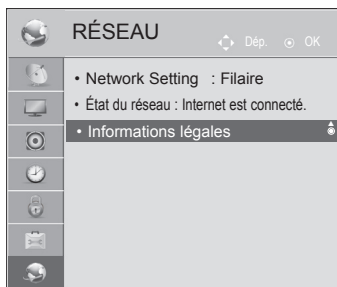 RÉSEAU
Dép. OK
• Network Setting : Filaire
• État du réseau : Internet est connecté.
• Informations légales